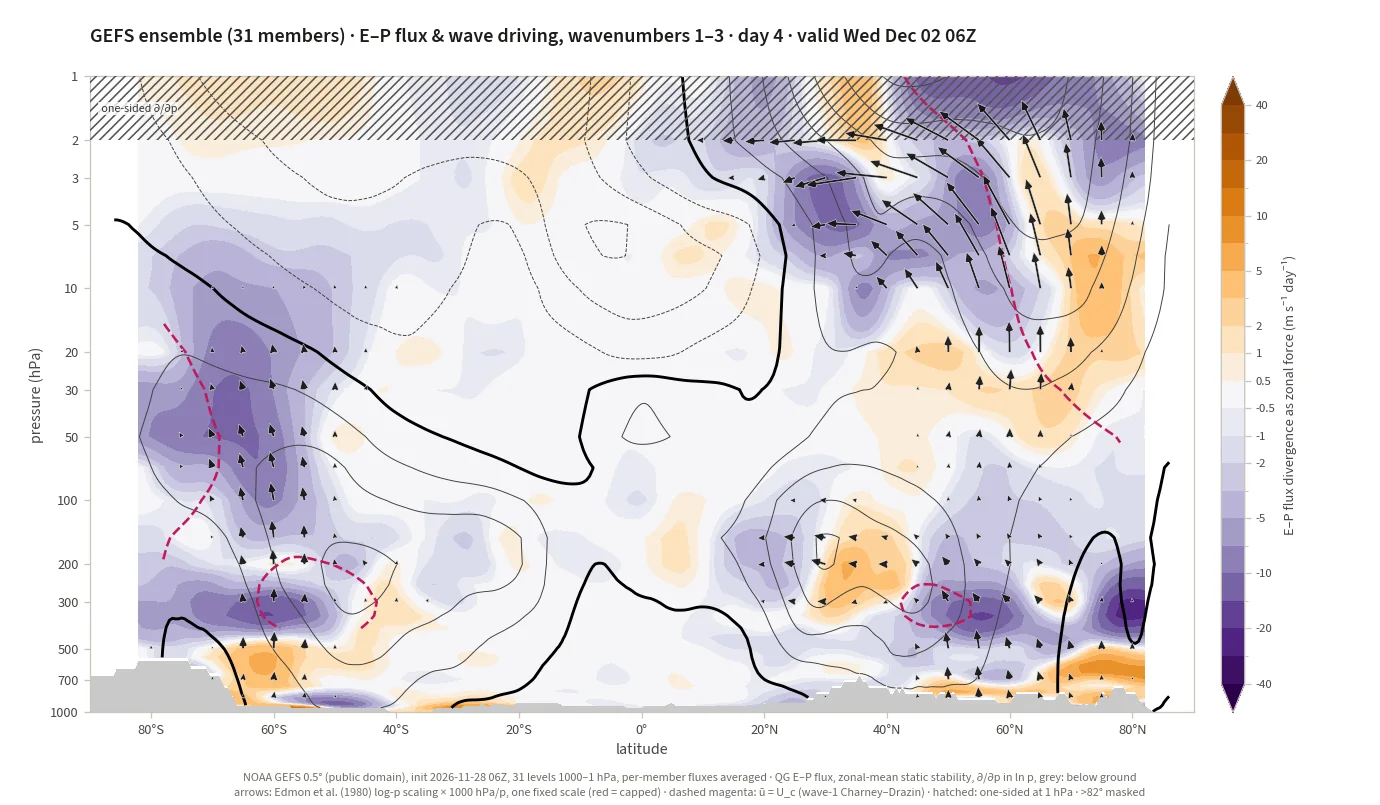 GEFS ensemble (31 members) · E–P flux & wave driving, wavenumbers 1–3 · day 4 · valid Wed Dec 02 06Z
one-sided ∂/∂p
1
2
3
5
10
20
30
50
100
200
300
500
700
1000
pressure (hPa)
80°S
60°S
40°S
20°S
0°
20°N
40°N
60°N
80°N
latitude
40
20
10
5
2
1
0.5
-0.5
-1
-2
-5
-10
-20
-40
E–P flux divergence as zonal force (m s⁻¹ day⁻¹)
NOAA GEFS 0.5° (public domain), init 2026-11-28 06Z, 31 levels 1000–1 hPa, per-member fluxes averaged · QG E–P flux, zonal-mean static stability, ∂/∂p in ln p, grey: below ground
arrows: Edmon et al. (1980) log-p scaling × 1000 hPa/p, one fixed scale (red = capped) · dashed magenta: ū = U_c (wave-1 Charney–Drazin) · hatched: one-sided at 1 hPa · >82° masked